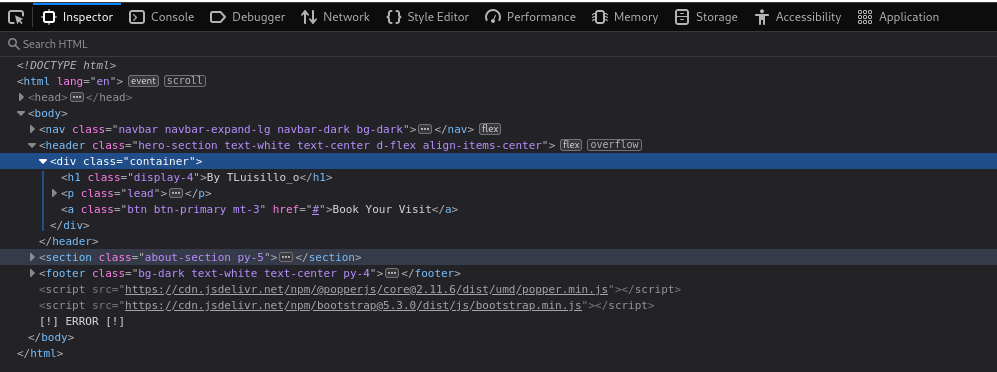 Inspector Console Debugger Network Style Editor Performance Memory Storage Accessibility Application
Search HTML
<!DOCTYPE html>
<html lang="en"> event scroll
<head> ... </head>
<body>
<nav class="navbar navbar-expand-lg navbar-dark bg-dark"> ... </nav> flex
<header class="hero-section text-white text-center d-flex align-items-center"> flex overflow
<div class="container">
<h1 class="display-4">By TLuisillo_o</h1>
<p class="lead"> ... </p>
<a class="btn btn-primary mt-3" href="#">Book Your Visit</a>
</div>
</header>
<section class="about-section py-5"> ... </section>
<footer class="bg-dark text-white text-center py-4"> ... </footer>
<script src="https://cdn.jsdelivr.net/npm/@popperjs/core@2.11.6/dist/umd/popper.min.js"></script>
<script src="https://cdn.jsdelivr.net/npm/bootstrap@5.3.0/dist/js/bootstrap.min.js"></script>
[!] ERROR [!]
</body>
</html>